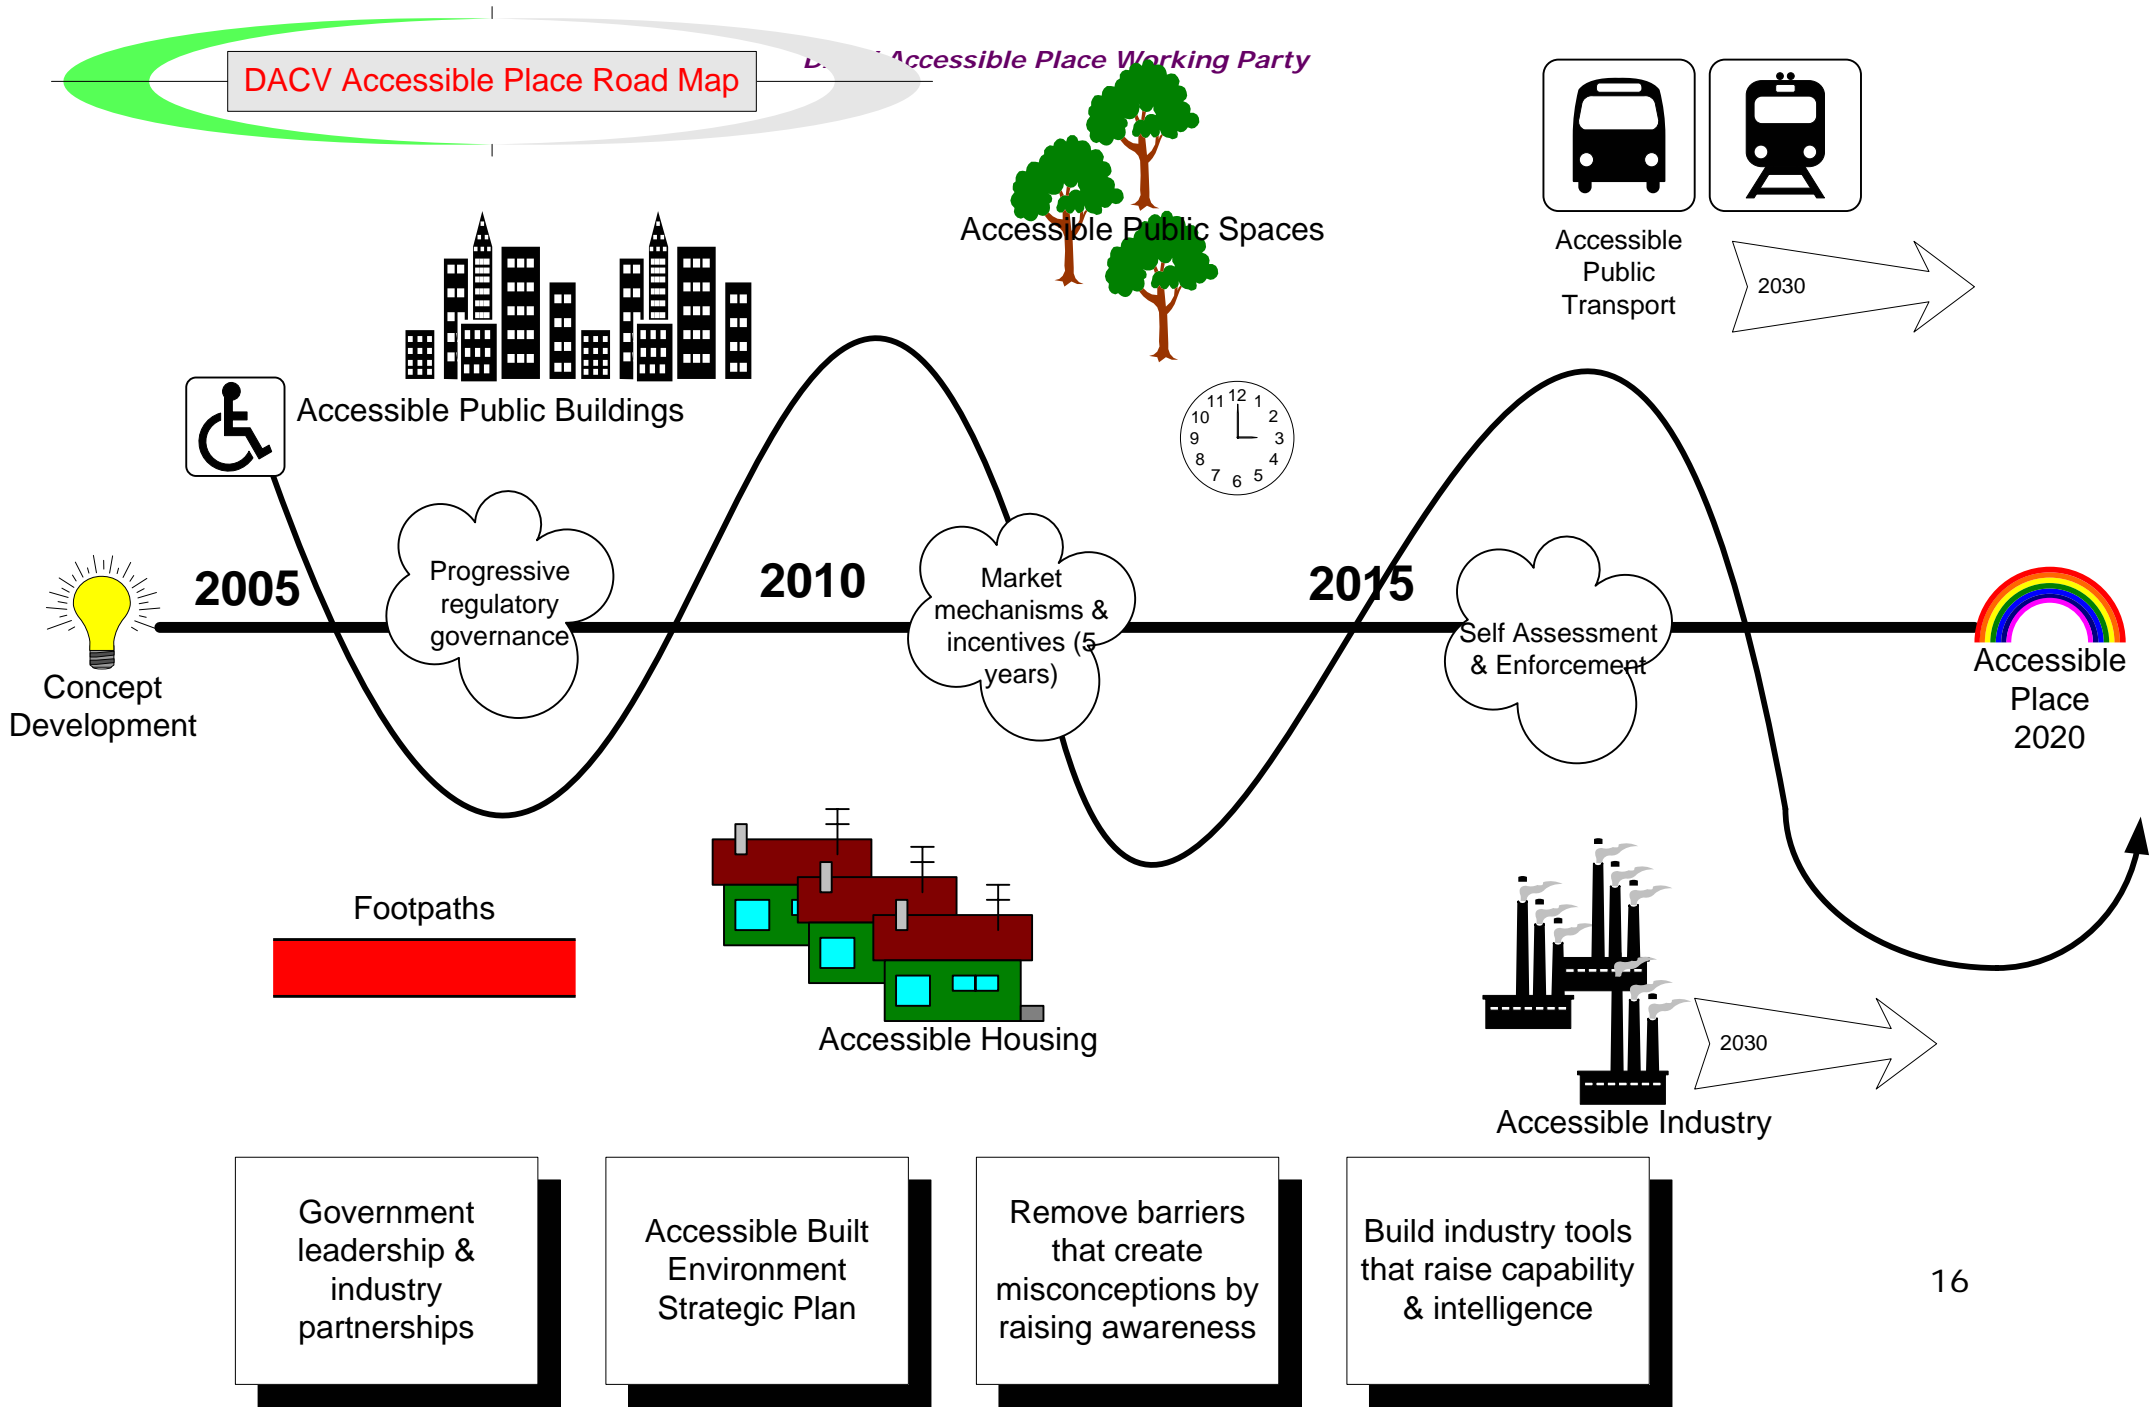 DACV Accessible Place Road Map
Accessible Place Working Party
Accessible Public Spaces
Accessible
Public
Transport
2030
Accessible Public Buildings
11 12 1
10 2
9 3
8 4
7 6 5
2005
Progressive
regulatory
governance
2010
Market
mechanisms &
incentives (5
years)
2015
Self Assessment
& Enforcement
Concept
Development
Accessible
Place
2020
Footpaths
Accessible Housing
2030
Accessible Industry
Government
leadership &
industry
partnerships
Accessible Built
Environment
Strategic Plan
Remove barriers
that create
misconceptions by
raising awareness
Build industry tools
that raise capability
& intelligence
16